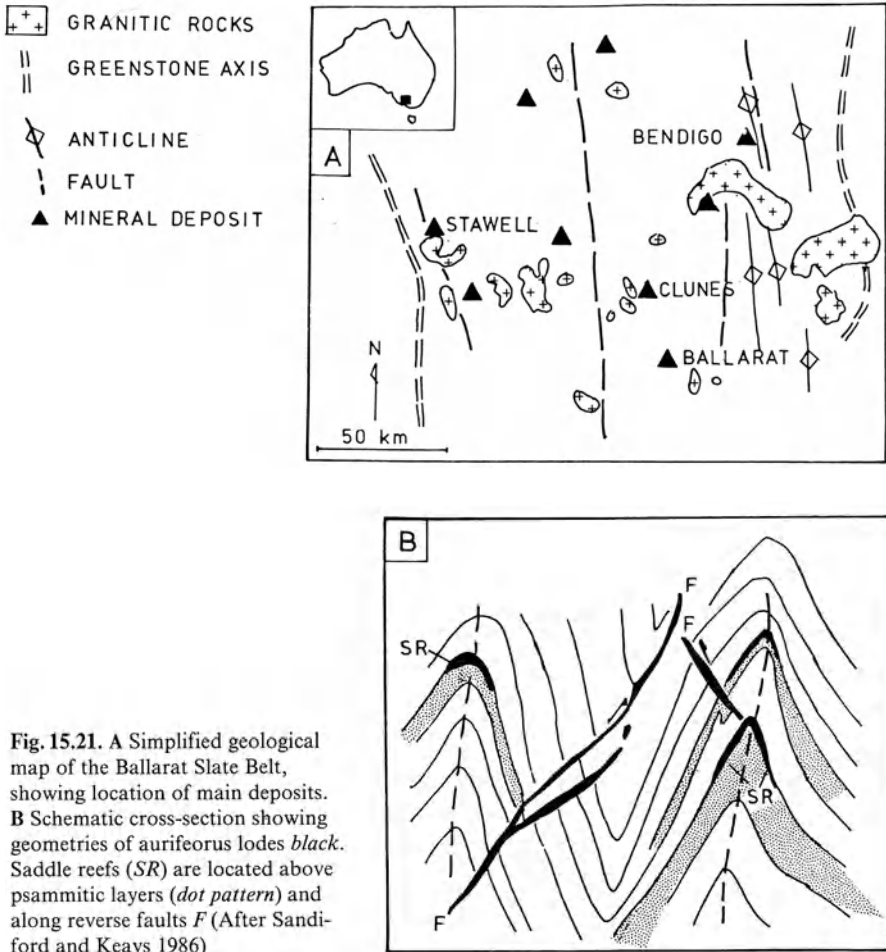 GRANITIC ROCKS
GREENSTONE AXIS
ANTICLINE
FAULT
MINERAL DEPOSIT
A
BENDIGO
STAWELL
CLUNES
BALLARAT
N
50 km
B
F
F
SR
SR
F
Fig. 15.21. A Simplified geological
map of the Ballarat Slate Belt,
showing location of main deposits.
B Schematic cross-section showing
geometries of aurifeorus lodes black.
Saddle reefs (SR) are located above
psammitic layers (dot pattern) and
along reverse faults F (After Sandi-
ford and Keays 1986)